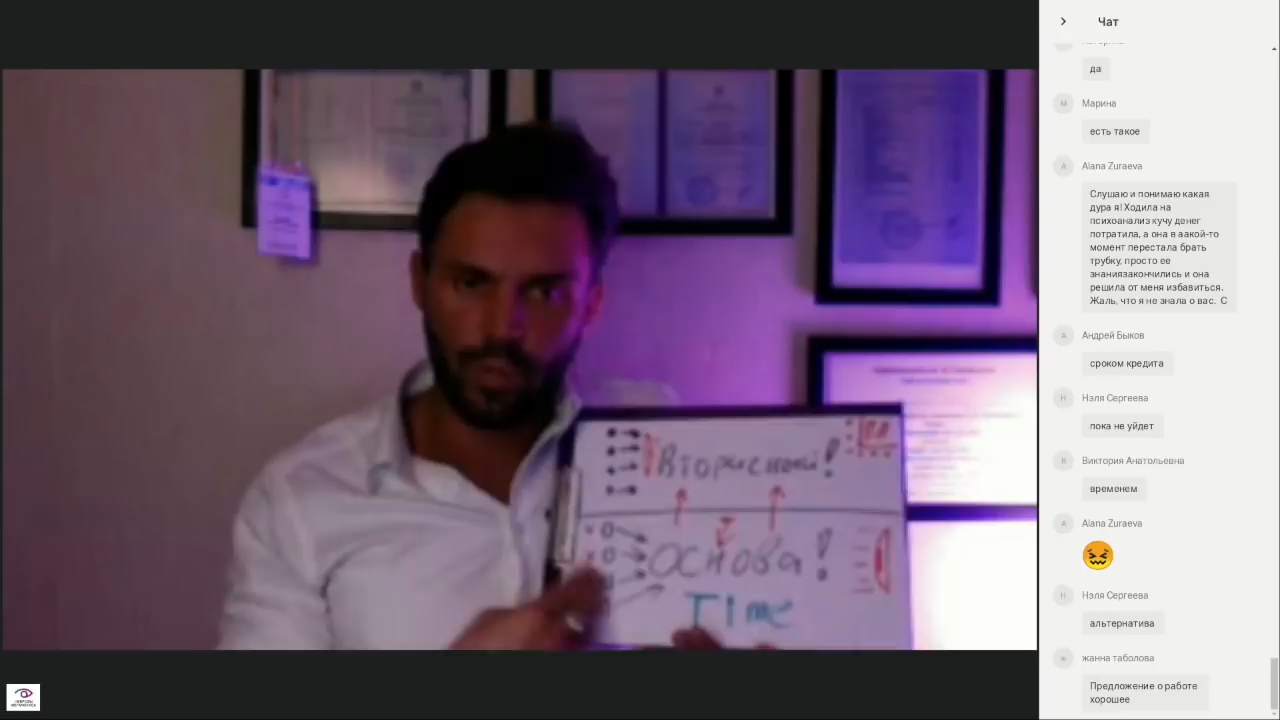 Вторисной!
Основа!
Time
Чат
да
Марина
есть такое
Alana Zuraeva
Слушаю и понимаю какая
дура я! Ходила на
психоанализ кучу денег
потратила, а она в аакой-то
момент перестала брать
трубку, просто ее
знаниязакончились и она
решила от меня избавиться.
Жаль, что я не знала о вас. С
Андрей Быков
сроком кредита
Нэля Сергеева
пока не уйдет
Виктория Анатольевна
временем
Alana Zuraeva
Нэля Сергеева
альтернатива
жанна таболова
Предложение о работе
хорошее